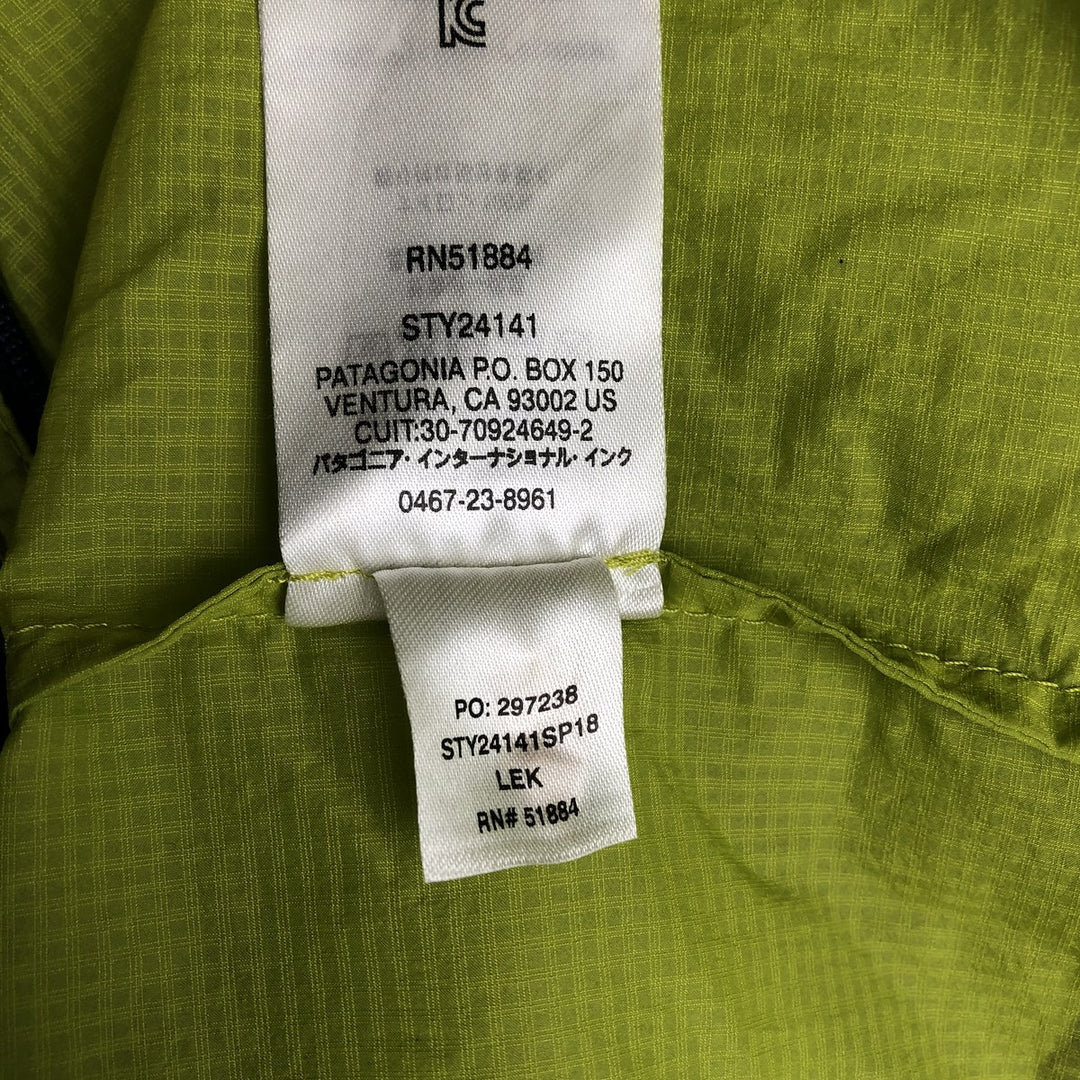 KC
RN51884
STY24141
PATAGONIA P.O. BOX 150
VENTURA, CA 93002 US
CUIT:30-70924649-2
パタゴニア・インターナショナル・インク
0467-23-8961
PO: 297238
STY24141SP18
LEK
RN# 51884